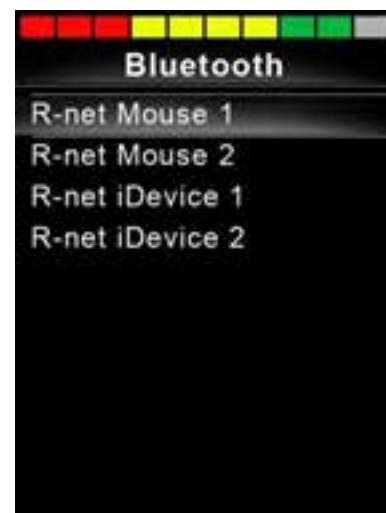 Bluetooth
R-net Mouse 1
R-net Mouse 2
R-net iDevice 1
R-net iDevice 2